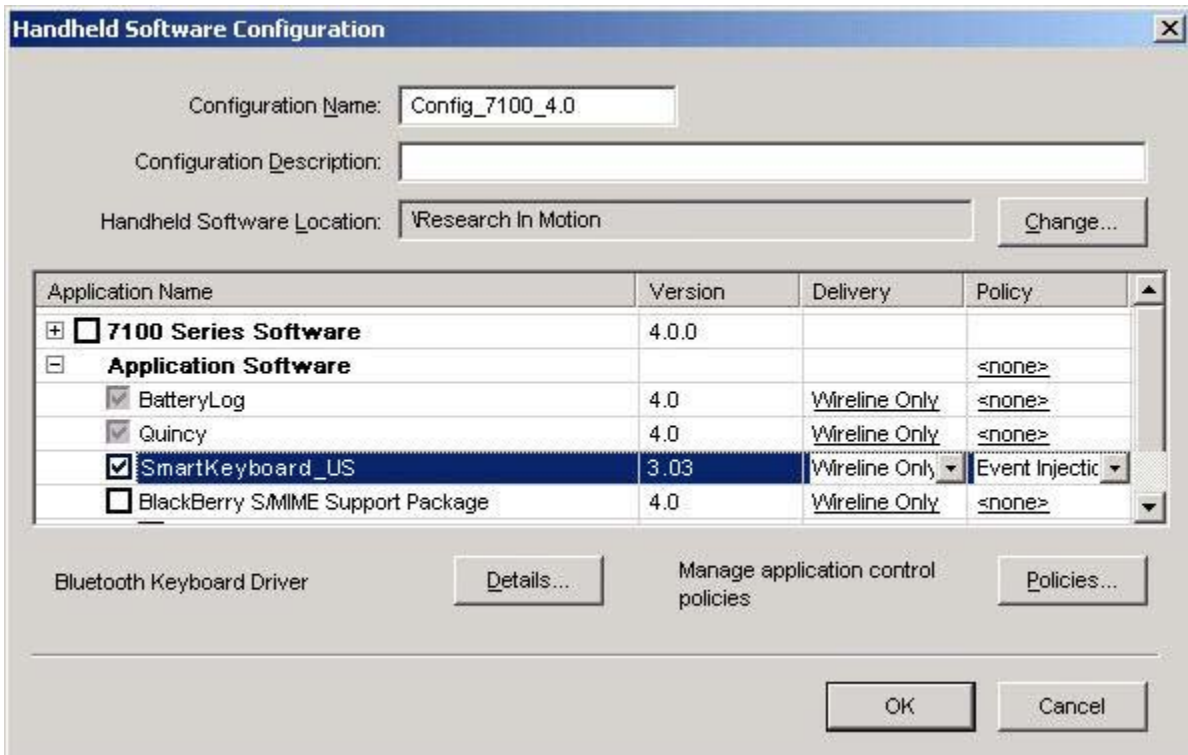 Handheld Software Configuration
Configuration Name: Config_7100_4.0
Configuration Description:
Handheld Software Location: \Research In Motion Change...
Application Name Version Delivery Policy
7100 Series Software 4.0.0
Application Software <none>
BatteryLog 4.0 Wireline Only <none>
Quincy 4.0 Wireline Only <none>
SmartKeyboard_US 3.03 Wireline Only Event Injectic
BlackBerry S/MIME Support Package 4.0 Wireline Only <none>
Bluetooth Keyboard Driver Details... Manage application control policies Policies...
OK Cancel